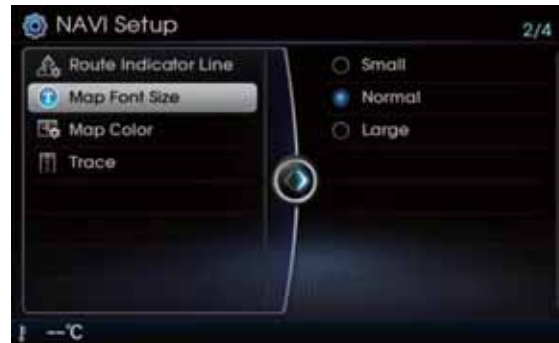 NAVI Setup
2/4
Route Indicator Line
Map Font Size
Map Color
Trace
Small
Normal
Large
--°C